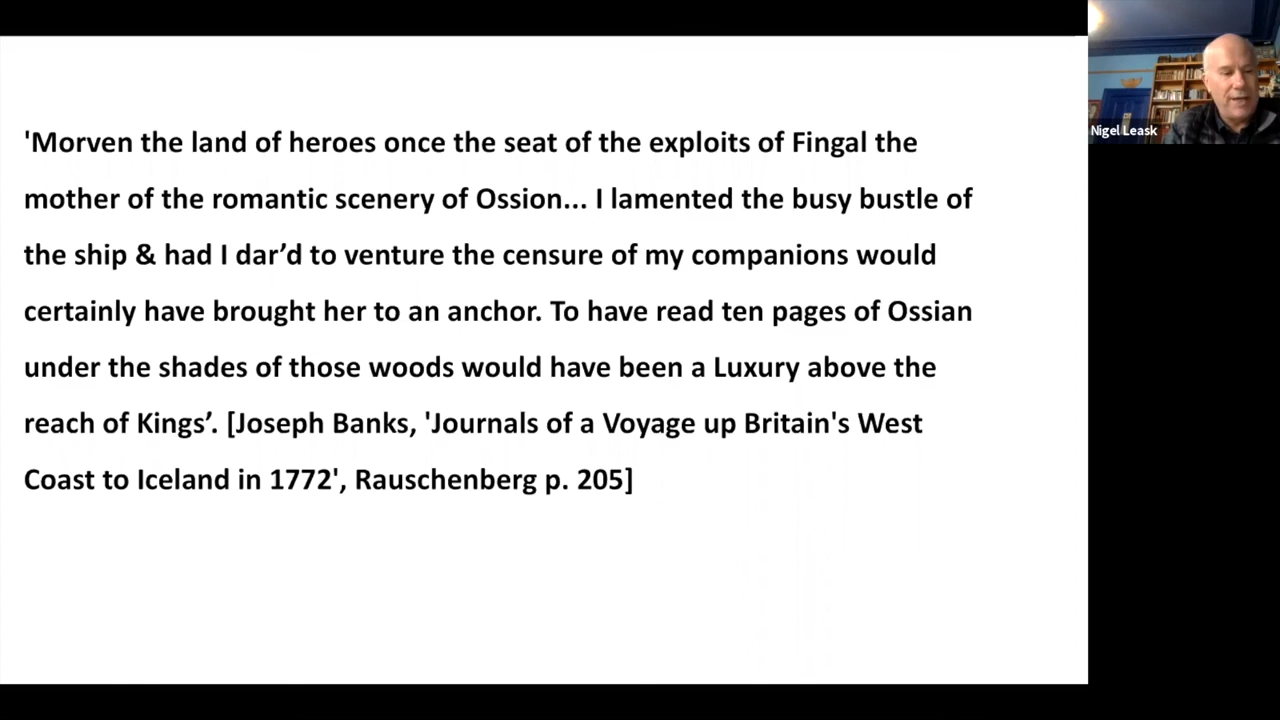 'Morven the land of heroes once the seat of the exploits of Fingal the
mother of the romantic scenery of Ossion... I lamented the busy bustle of
the ship & had I dar’d to venture the censure of my companions would
certainly have brought her to an anchor. To have read ten pages of Ossian
under the shades of those woods would have been a Luxury above the
reach of Kings’. [Joseph Banks, 'Journals of a Voyage up Britain's West
Coast to Iceland in 1772', Rauschenberg p. 205]
Nigel Leask